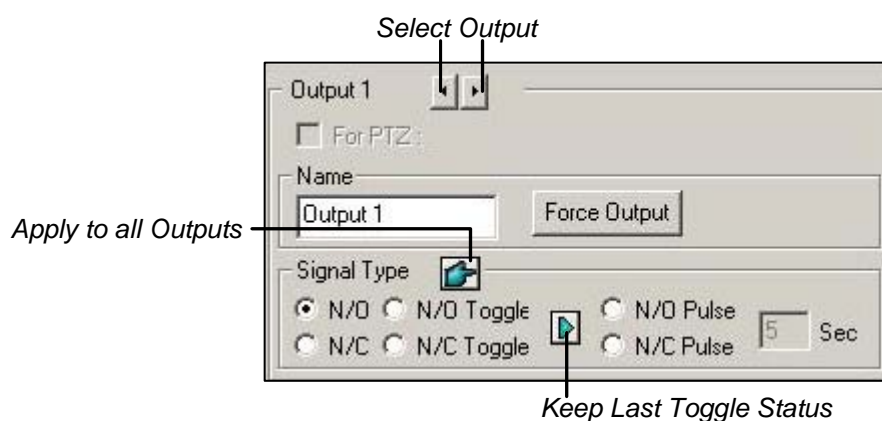 Select Output
Output 1
For PTZ :
Name
Output 1
Force Output
Apply to all Outputs
Signal Type
N/O N/O Toggle N/O Pulse
N/C N/C Toggle N/C Pulse
5 Sec
Keep Last Toggle Status